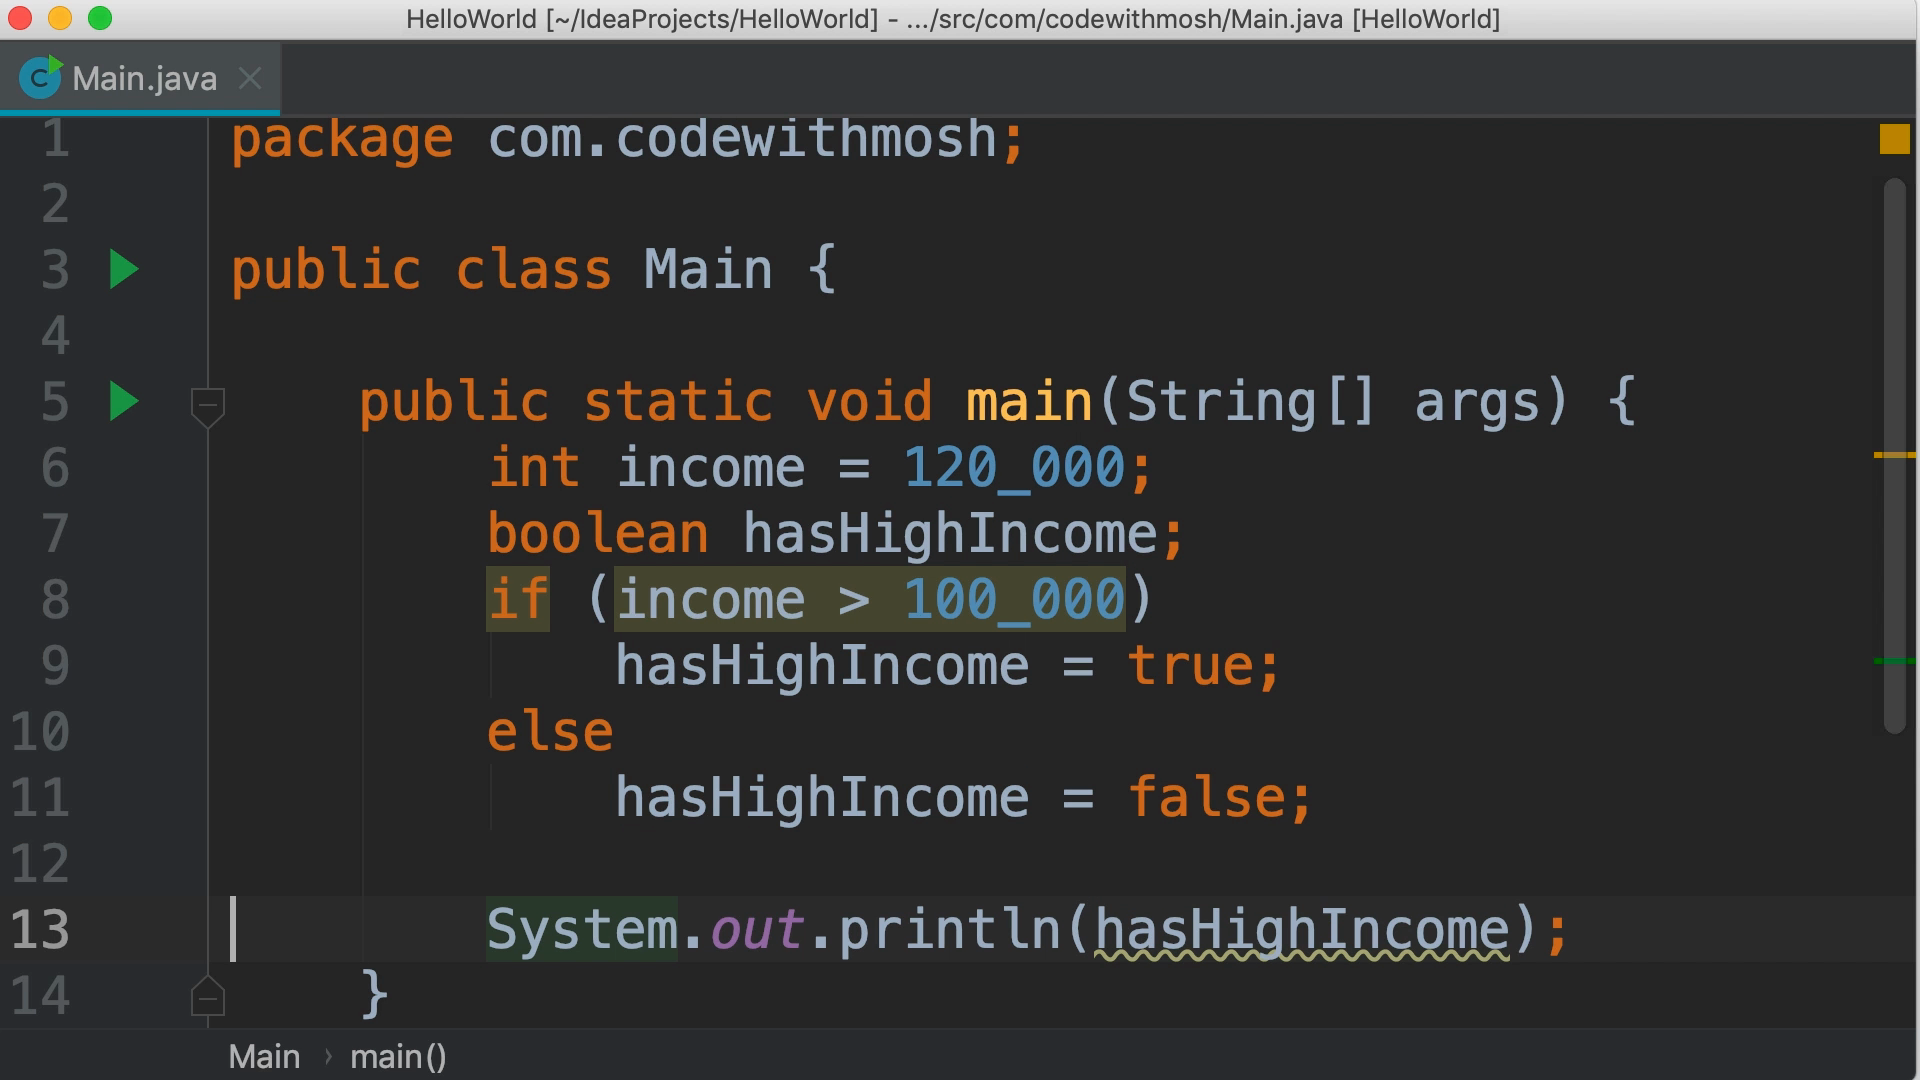 HelloWorld [~/IdeaProjects/HelloWorld] - .../src/com/codewithmosh/Main.java [HelloWorld]
C Main.java
1 package com.codewithmosh;
2
3 public class Main {
4
5     public static void main(String[] args) {
6         int income = 120_000;
7         boolean hasHighIncome;
8         if (income > 100_000)
9             hasHighIncome = true;
10         else
11             hasHighIncome = false;
12
13         System.out.println(hasHighIncome);
14     }
Main › main()